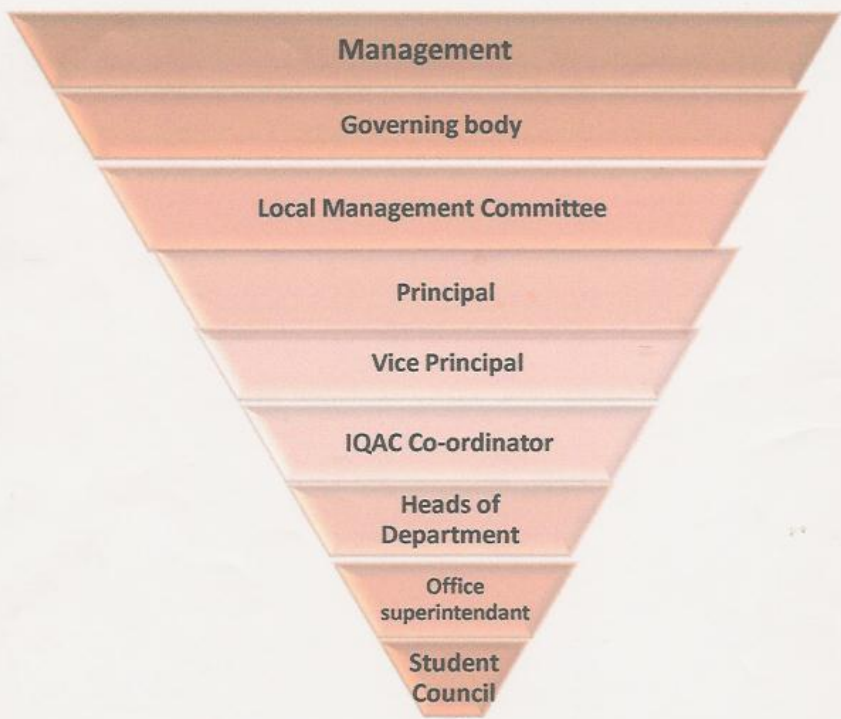 Management
Governing body
Local Management Committee
Principal
Vice Principal
IQAC Co-ordinator
Heads of
Department
Office
superintendant
Student
Council